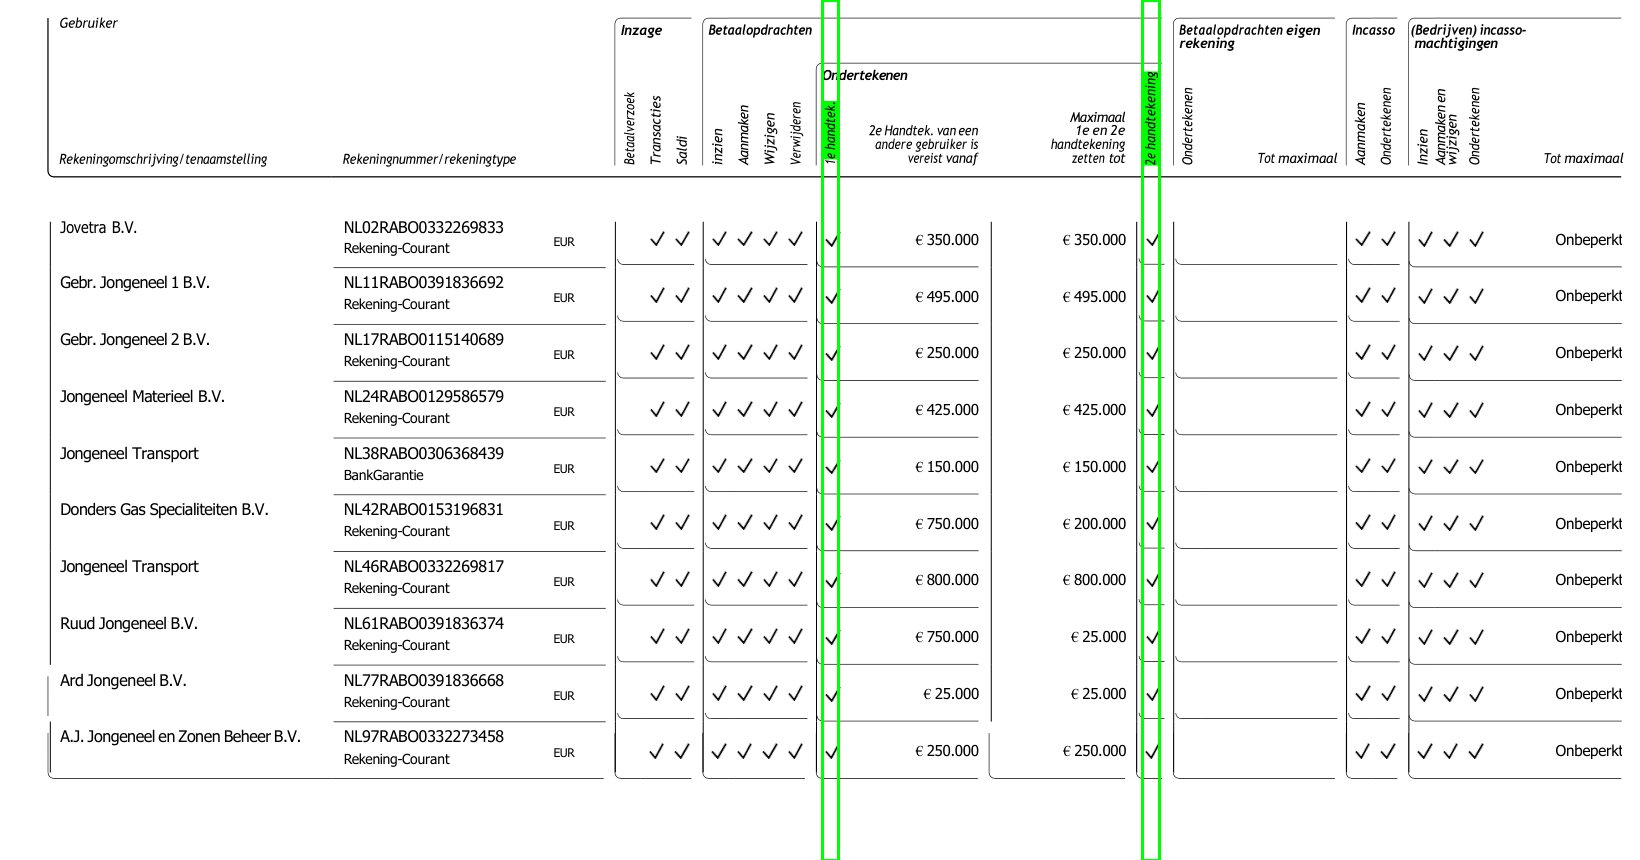 Gebruiker
Inzage
Betaalopdrachten
Betaalopdrachten eigen
rekening
Incasso
(Bedrijven) incasso-
machtigingen
Ondertekenen
Rekeningomschrijving/tenaamstelling
Rekeningnummer/rekeningtype
Betaalverzoek
Transacties
Saldi
inzien
Aanmaken
Wijzigen
Verwijderen
1e handtek.
2e Handtek. van een
andere gebruiker is
vereist vanaf
Maximaal
1e en 2e
handtekening
zetten tot
2e handtekening
Ondertekenen
Tot maximaal
Aanmaken
Ondertekenen
Inzien
Aanmaken en
wijzigen
Ondertekenen
Tot maximaal
Jovetra B.V. NL02RABO0332269833
Rekening-Courant EUR ✓ ✓ ✓ ✓ ✓ ✓ ✓ € 350.000 € 350.000 ✓ ✓ ✓ ✓ ✓ ✓ Onbeperkt
Gebr. Jongeneel 1 B.V. NL11RABO0391836692
Rekening-Courant EUR ✓ ✓ ✓ ✓ ✓ ✓ ✓ € 495.000 € 495.000 ✓ ✓ ✓ ✓ ✓ ✓ Onbeperkt
Gebr. Jongeneel 2 B.V. NL17RABO0115140689
Rekening-Courant EUR ✓ ✓ ✓ ✓ ✓ ✓ ✓ € 250.000 € 250.000 ✓ ✓ ✓ ✓ ✓ ✓ Onbeperkt
Jongeneel Materieel B.V. NL24RABO0129586579
Rekening-Courant EUR ✓ ✓ ✓ ✓ ✓ ✓ ✓ € 425.000 € 425.000 ✓ ✓ ✓ ✓ ✓ ✓ Onbeperkt
Jongeneel Transport NL38RABO0306368439
BankGarantie EUR ✓ ✓ ✓ ✓ ✓ ✓ ✓ € 150.000 € 150.000 ✓ ✓ ✓ ✓ ✓ ✓ Onbeperkt
Donders Gas Specialiteiten B.V. NL42RABO0153196831
Rekening-Courant EUR ✓ ✓ ✓ ✓ ✓ ✓ ✓ € 750.000 € 200.000 ✓ ✓ ✓ ✓ ✓ ✓ Onbeperkt
Jongeneel Transport NL46RABO0332269817
Rekening-Courant EUR ✓ ✓ ✓ ✓ ✓ ✓ ✓ € 800.000 € 800.000 ✓ ✓ ✓ ✓ ✓ ✓ Onbeperkt
Ruud Jongeneel B.V. NL61RABO0391836374
Rekening-Courant EUR ✓ ✓ ✓ ✓ ✓ ✓ ✓ € 750.000 € 25.000 ✓ ✓ ✓ ✓ ✓ ✓ Onbeperkt
Ard Jongeneel B.V. NL77RABO0391836668
Rekening-Courant EUR ✓ ✓ ✓ ✓ ✓ ✓ ✓ € 25.000 € 25.000 ✓ ✓ ✓ ✓ ✓ ✓ Onbeperkt
A.J. Jongeneel en Zonen Beheer B.V. NL97RABO0332273458
Rekening-Courant EUR ✓ ✓ ✓ ✓ ✓ ✓ ✓ € 250.000 € 250.000 ✓ ✓ ✓ ✓ ✓ ✓ Onbeperkt